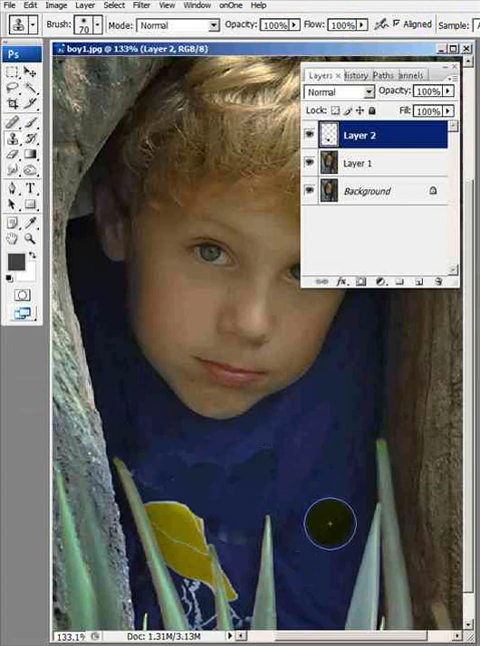 File Edit Image Layer Select Filter View Window onOne Help
Brush: 70 Mode: Normal Opacity: 100% Flow: 100% Aligned Sample:
Ps
boy1.jpg @ 133% (Layer 2, RGB/8)
Layers × History Paths annels
Normal Opacity: 100%
Lock: Fill: 100%
Layer 2
Layer 1
Background
T
fx.
133.1 Doc: 1.31M/3.13M